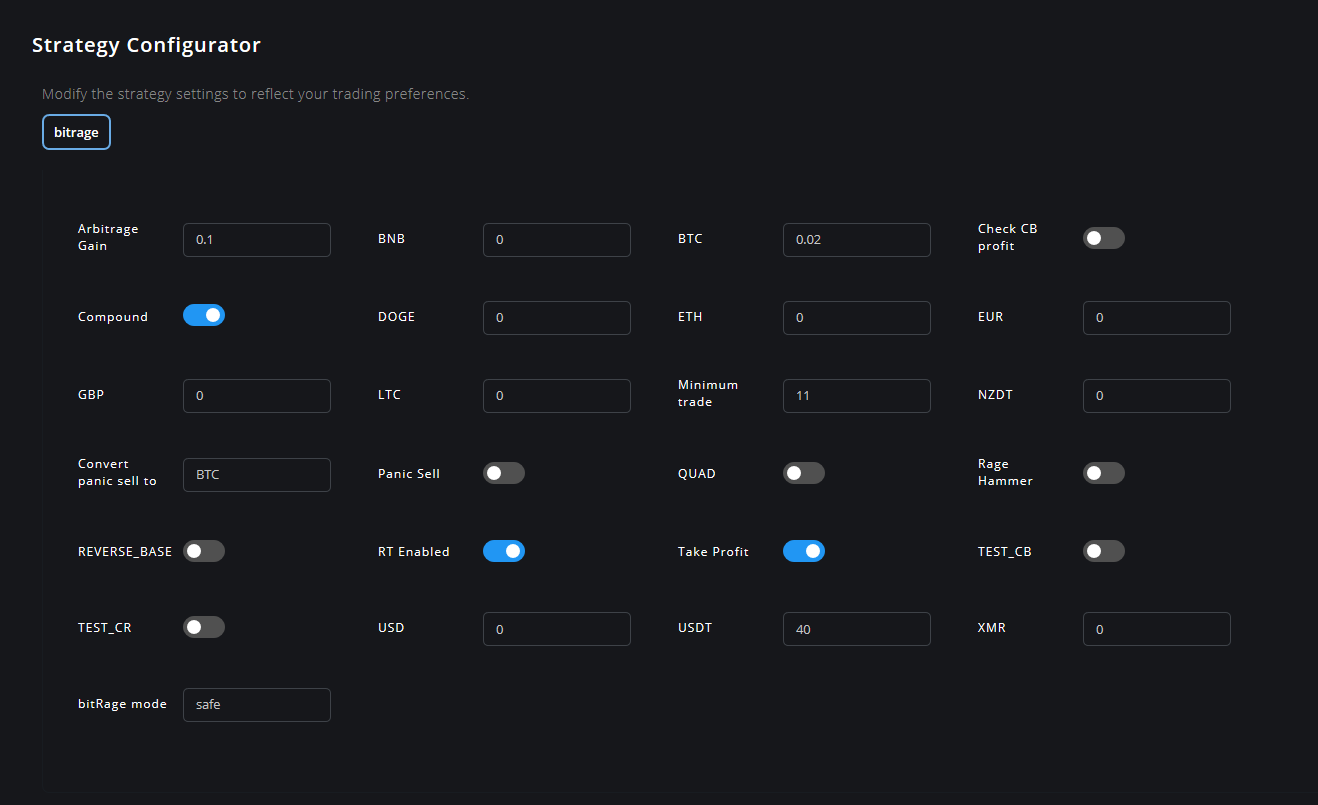 Strategy Configurator
Modify the strategy settings to reflect your trading preferences.
bitrage
Arbitrage
Gain
0.1
BNB
0
BTC
0.02
Check CB
profit
Compound
DOGE
0
ETH
0
EUR
0
GBP
0
LTC
0
Minimum
trade
11
NZDT
0
Convert
panic sell to
BTC
Panic Sell
QUAD
Rage
Hammer
REVERSE_BASE
RT Enabled
Take Profit
TEST_CB
TEST_CR
USD
0
USDT
40
XMR
0
bitRage mode
safe